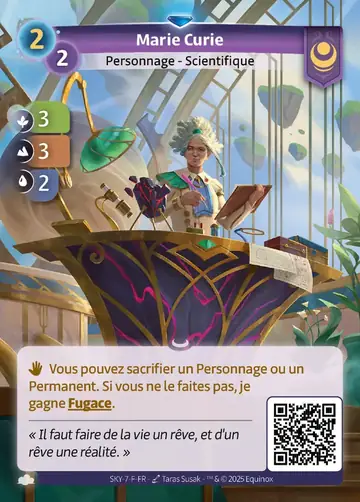 2
Marie Curie
2
Personnage - Scientifique
3
3
2
Vous pouvez sacrifier un Personnage ou un
Permanent. Si vous ne le faites pas, je
gagne Fugace.
« Il faut faire de la vie un rêve, et d'un
rêve une réalité. »
SKY-7-F-FR - Taras Susak - ™ & © 2025 Equinox